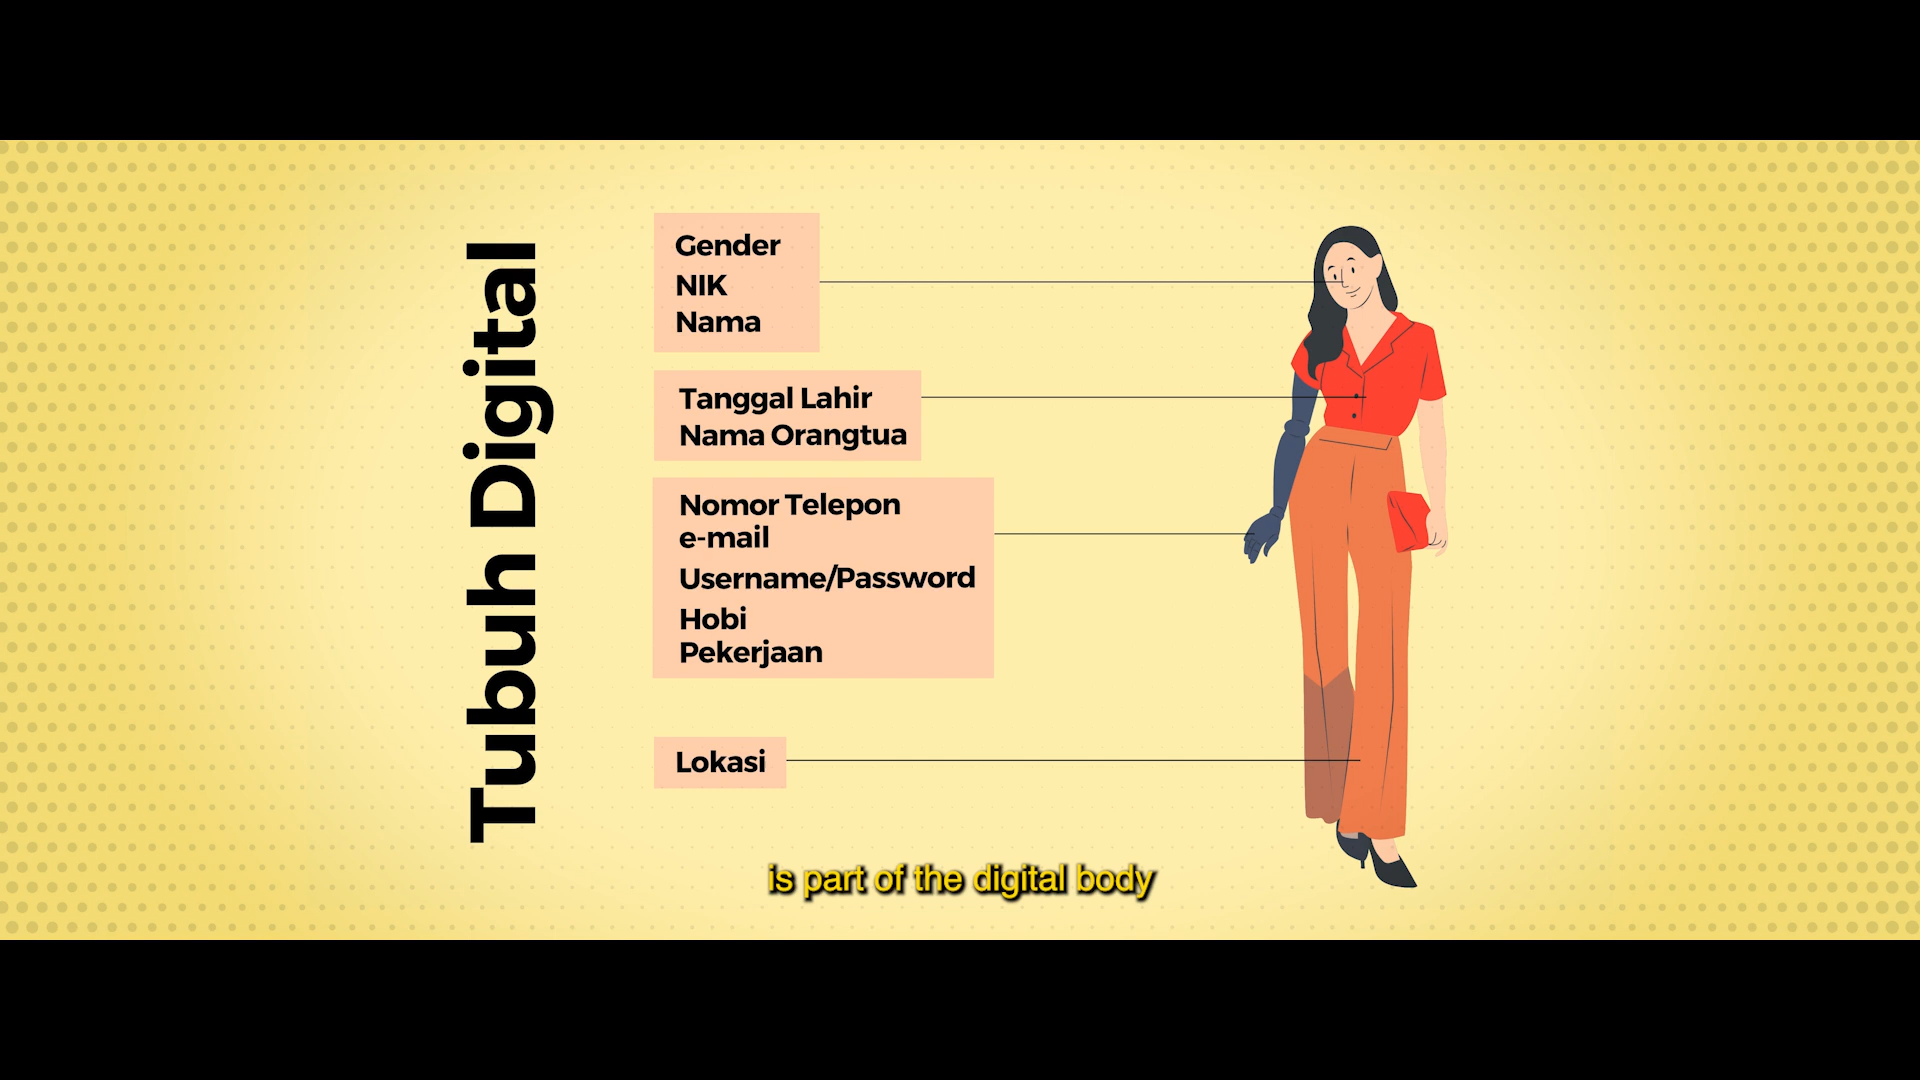 Tubuh Digital
Gender
NIK
Nama
Tanggal Lahir
Nama Orangtua
Nomor Telepon
e-mail
Username/Password
Hobi
Pekerjaan
Lokasi
is part of the digital body